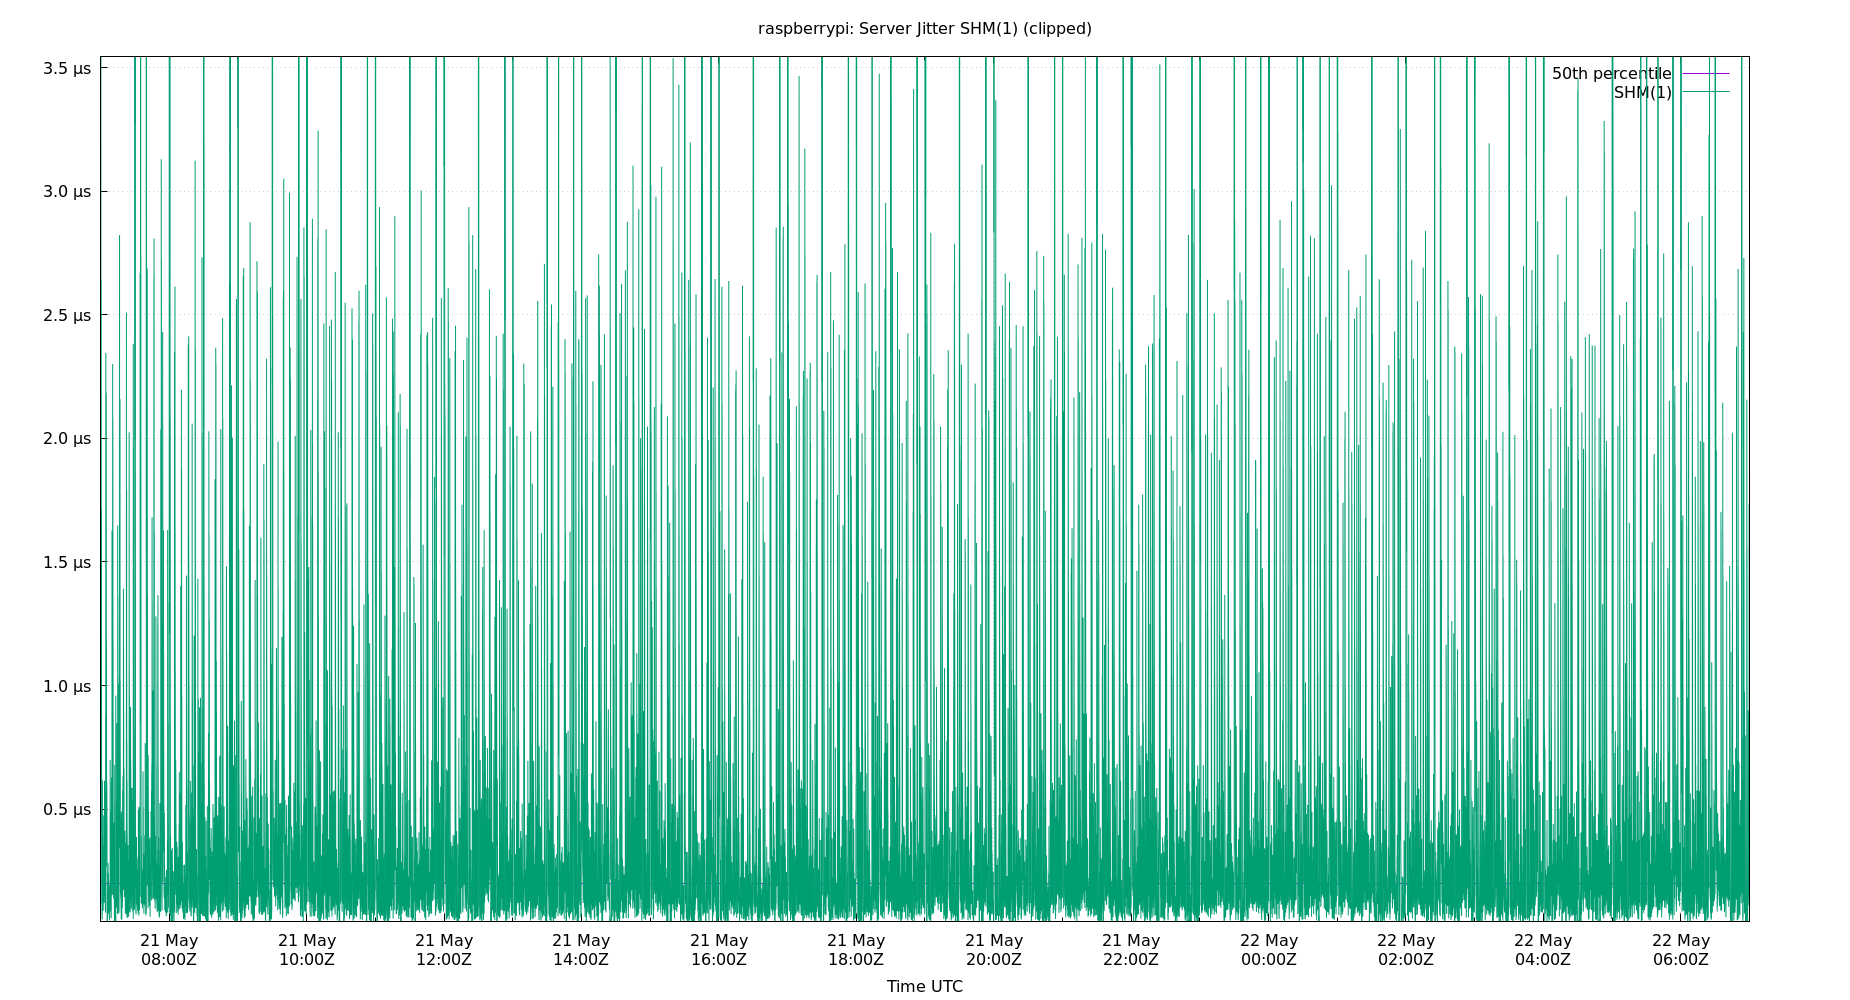 raspberrypi: Server Jitter SHM(1) (clipped)
50th percentile
SHM(1)
3.5 µs
3.0 µs
2.5 µs
2.0 µs
1.5 µs
1.0 µs
0.5 µs
21 May 21 May 21 May 21 May 21 May 21 May 21 May 21 May 22 May 22 May 22 May 22 May
08:00Z 10:00Z 12:00Z 14:00Z 16:00Z 18:00Z 20:00Z 22:00Z 00:00Z 02:00Z 04:00Z 06:00Z
Time UTC